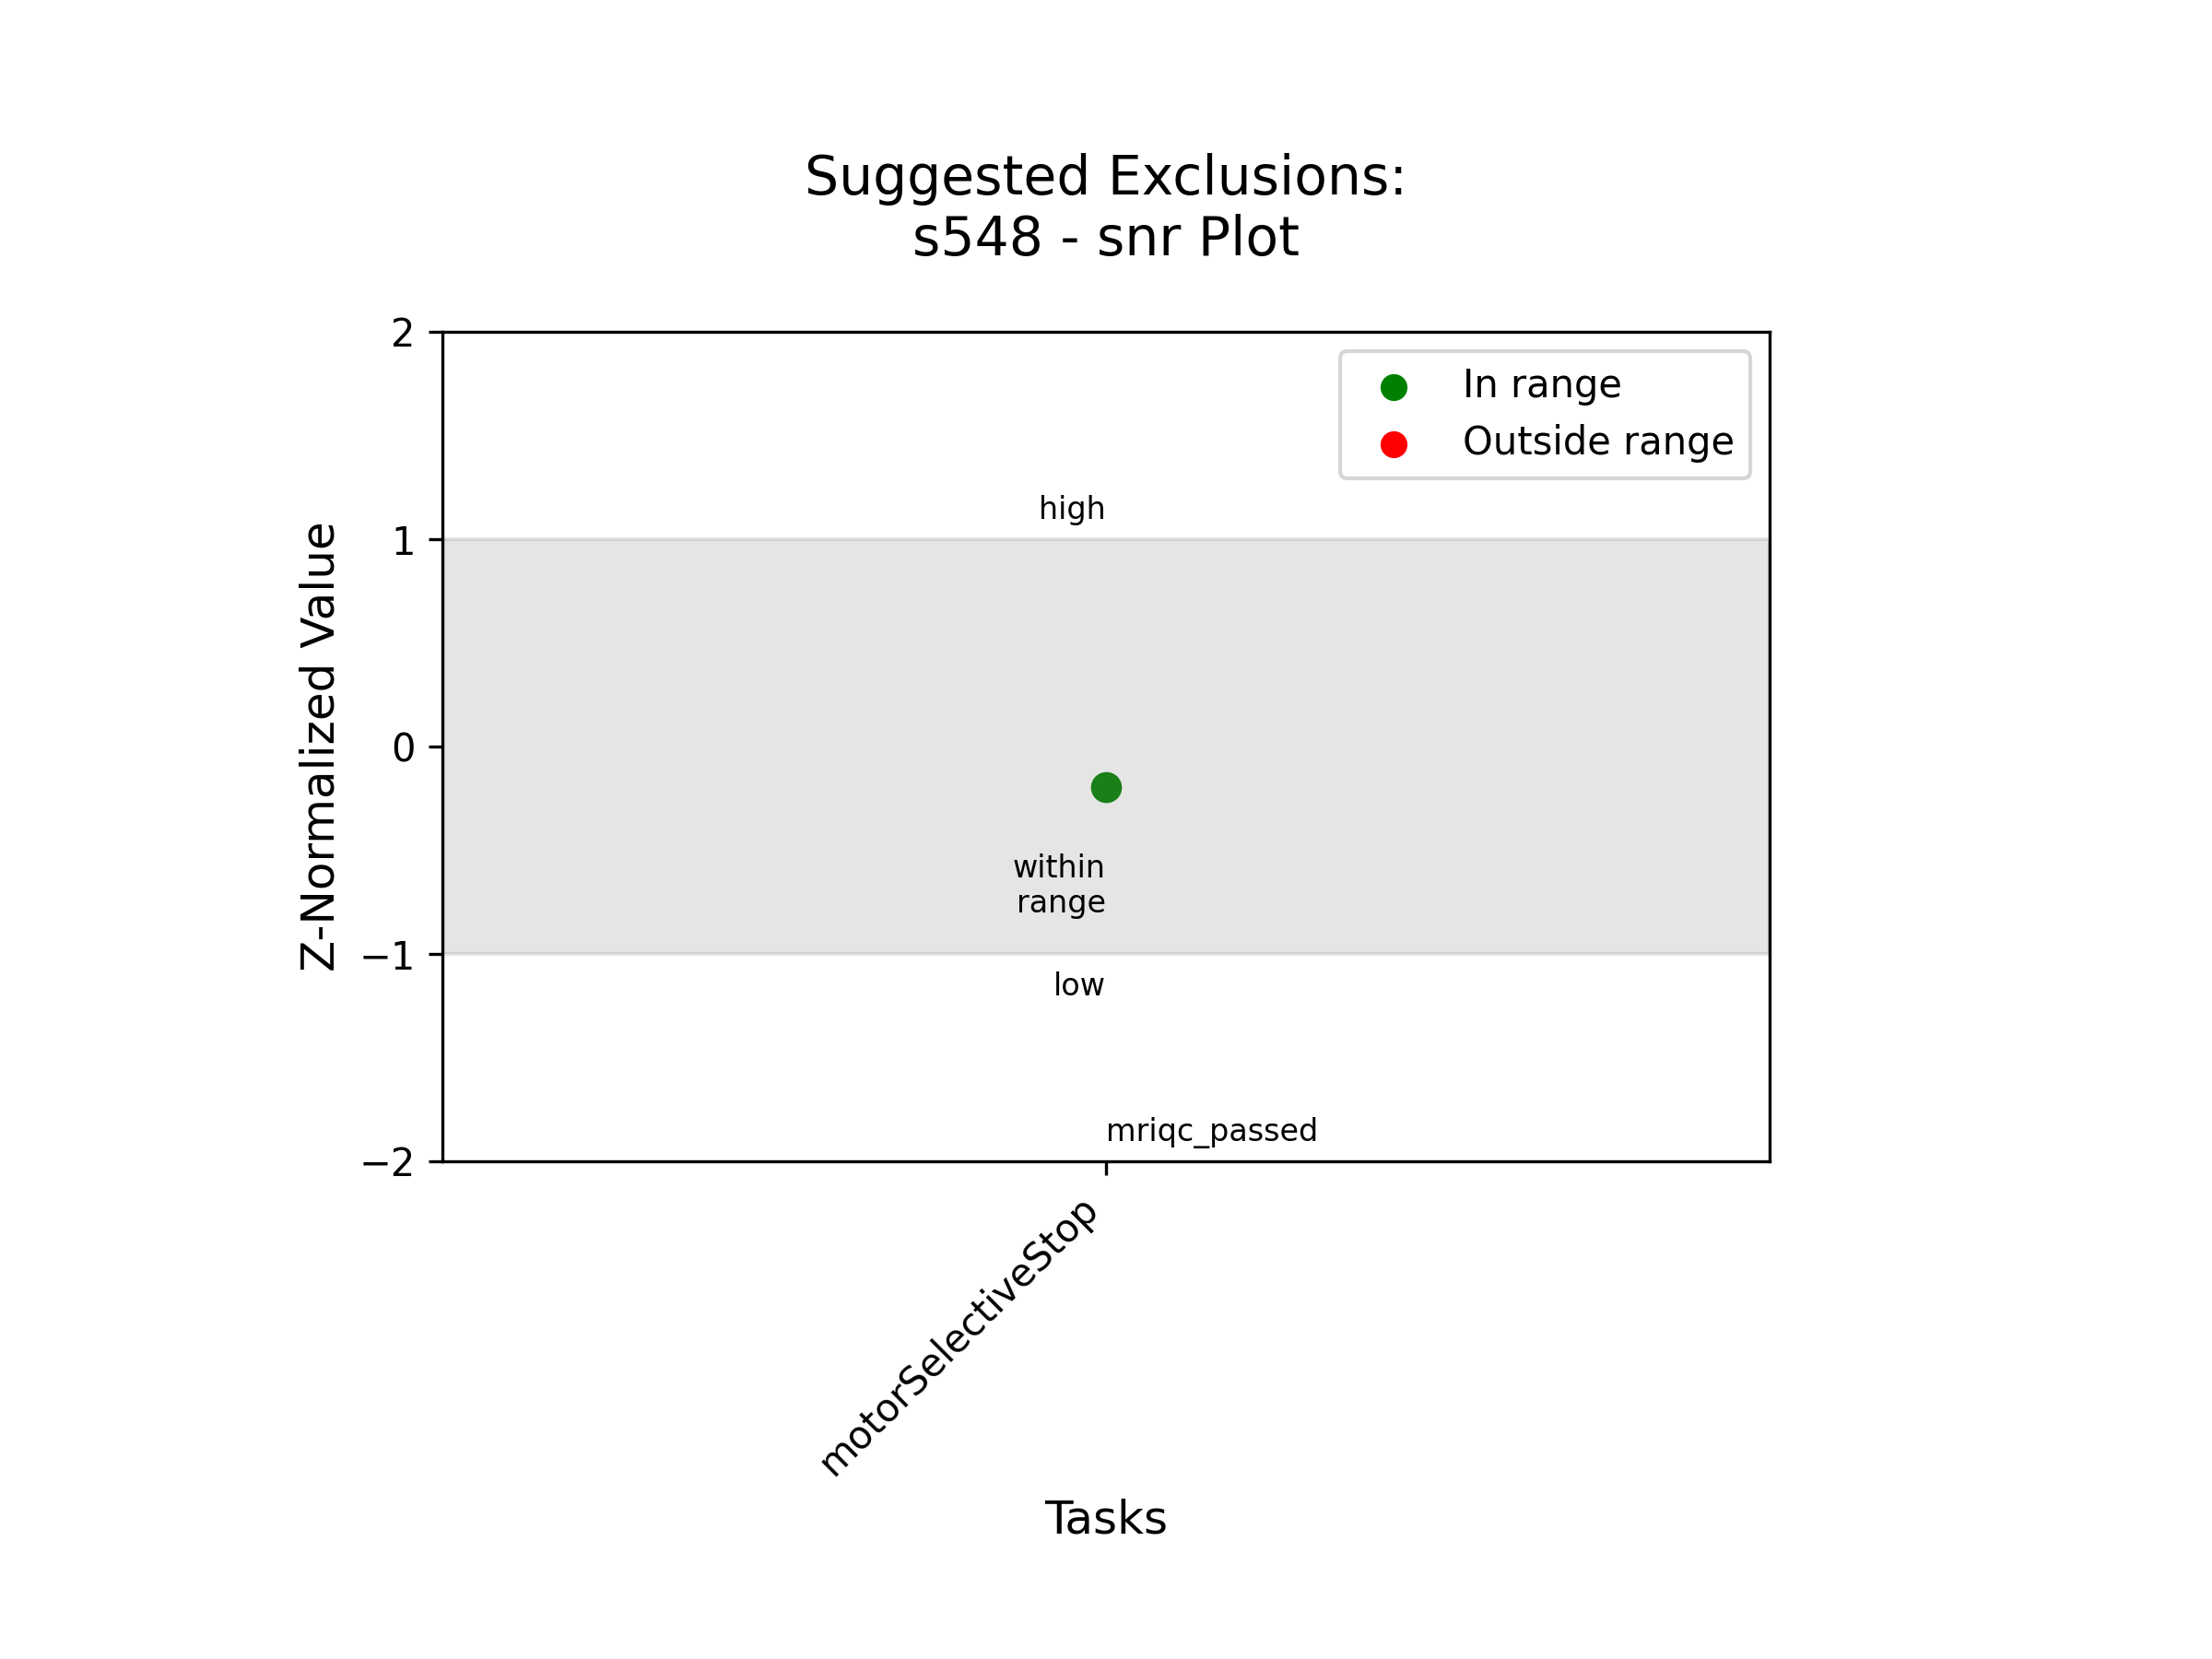 Suggested Exclusions:
s548 - snr Plot
2
1
0
−1
−2
Z-Normalized Value
In range
Outside range
high
within
range
low
mriqc_passed
motorSelectiveStop
Tasks